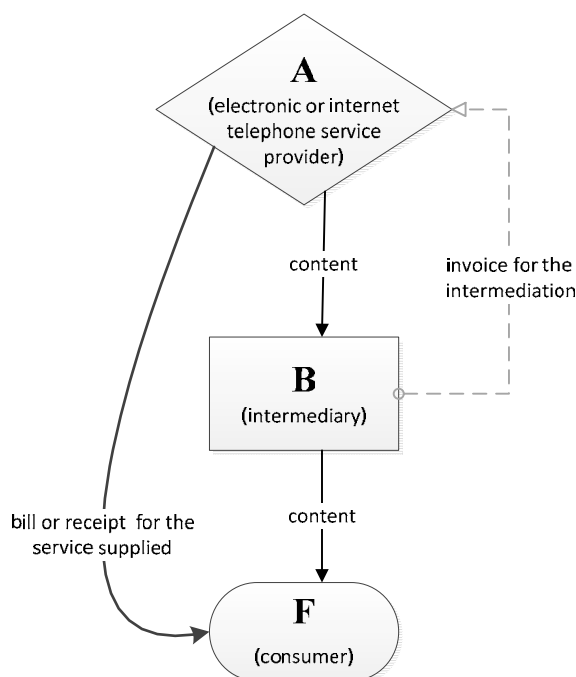 A
(electronic or internet
telephone service
provider)
content
invoice for the
intermediation
B
(intermediary)
content
bill or receipt for the
service supplied
F
(consumer)